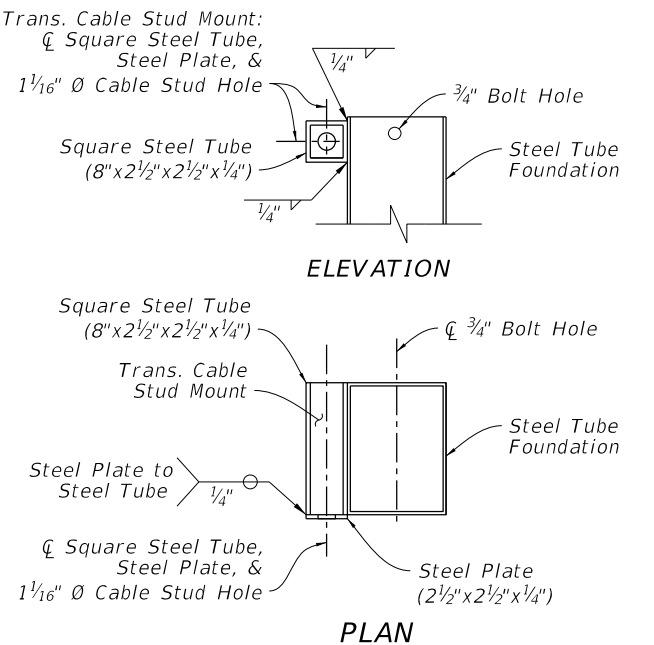 Trans. Cable Stud Mount:
℄ Square Steel Tube,
Steel Plate, &
1 1/16" Ø Cable Stud Hole
1/4"
3/4" Bolt Hole
Square Steel Tube
(8"x2 1/2"x2 1/2"x1/4")
Steel Tube
Foundation
1/4"
ELEVATION
Square Steel Tube
(8"x2 1/2"x2 1/2"x1/4")
℄ 3/4" Bolt Hole
Trans. Cable
Stud Mount
Steel Tube
Foundation
Steel Plate to
Steel Tube
1/4"
℄ Square Steel Tube,
Steel Plate, &
1 1/16" Ø Cable Stud Hole
Steel Plate
(2 1/2"x2 1/2"x1/4")
PLAN